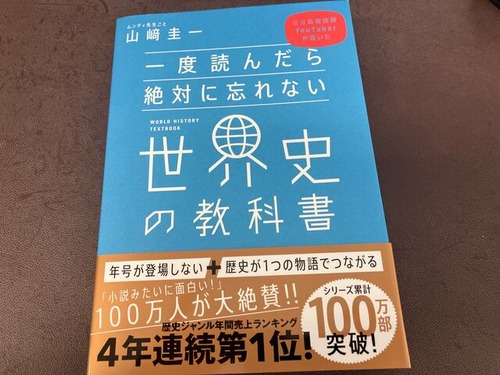 ムンディ先生こと
山﨑圭一
公立高校教師
YouTuber
が書いた
一度読んだら
絶対に忘れない
WORLD HISTORY
TEXTBOOK
世界史
の教科書
年号が登場しない+歴史が1つの物語でつながる
「小説みたいに面白い!」
100万人が大絶賛!!
歴史ジャンル年間売上ランキング
4年連続第1位!
シリーズ累計
100万部
突破!